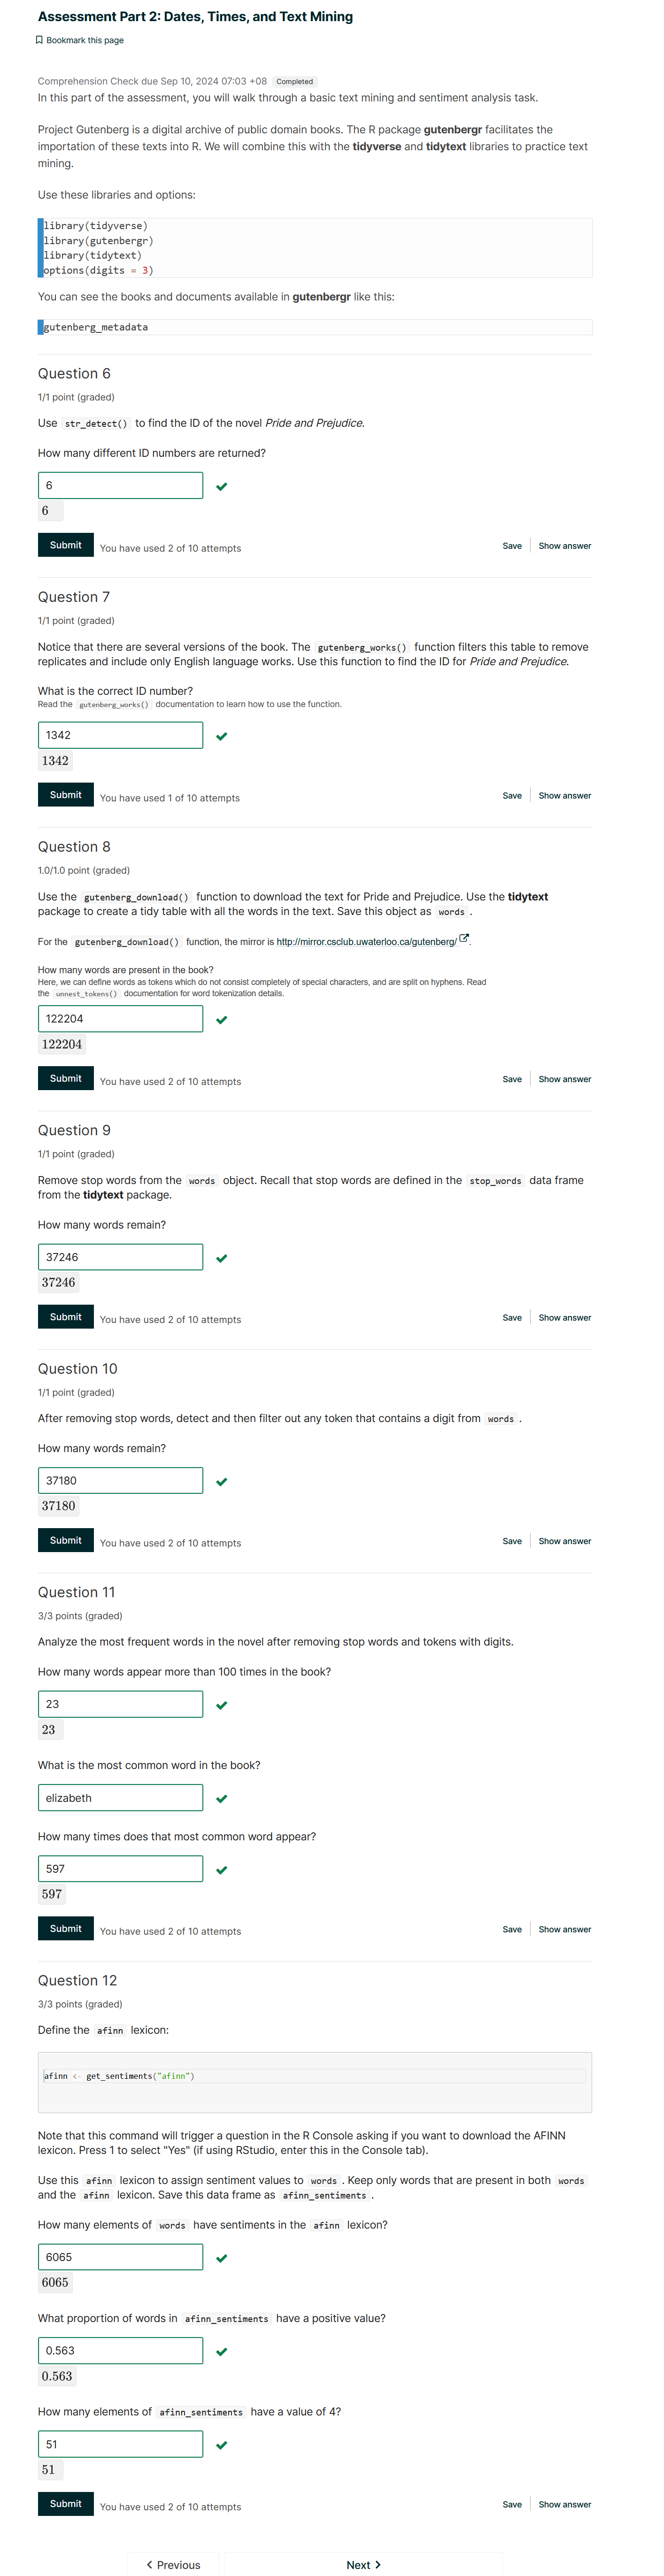 Assessment Part 2: Dates, Times, and Text Mining
Bookmark this page
Comprehension Check due Sep 10, 2024 07:03 +08 Completed
In this part of the assessment, you will walk through a basic text mining and sentiment analysis task.
Project Gutenberg is a digital archive of public domain books. The R package gutenbergr facilitates the
importation of these texts into R. We will combine this with the tidyverse and tidytext libraries to practice text
mining.
Use these libraries and options:
library(tidyverse)
library(gutenbergr)
library(tidytext)
options(digits = 3)
You can see the books and documents available in gutenbergr like this:
gutenberg_metadata
Question 6
1/1 point (graded)
Use str_detect() to find the ID of the novel Pride and Prejudice.
How many different ID numbers are returned?
6
6
Submit You have used 2 of 10 attempts Save Show answer
Question 7
1/1 point (graded)
Notice that there are several versions of the book. The gutenberg_works() function filters this table to remove
replicates and include only English language works. Use this function to find the ID for Pride and Prejudice.
What is the correct ID number?
Read the gutenberg_works() documentation to learn how to use the function.
1342
1342
Submit You have used 1 of 10 attempts Save Show answer
Question 8
1.0/1.0 point (graded)
Use the gutenberg_download() function to download the text for Pride and Prejudice. Use the tidytext
package to create a tidy table with all the words in the text. Save this object as words .
For the gutenberg_download() function, the mirror is http://mirror.csclub.uwaterloo.ca/gutenberg/ .
How many words are present in the book?
Here, we can define words as tokens which do not consist completely of special characters, and are split on hyphens. Read
the unnest_tokens() documentation for word tokenization details.
122204
122204
Submit You have used 2 of 10 attempts Save Show answer
Question 9
1/1 point (graded)
Remove stop words from the words object. Recall that stop words are defined in the stop_words data frame
from the tidytext package.
How many words remain?
37246
37246
Submit You have used 2 of 10 attempts Save Show answer
Question 10
1/1 point (graded)
After removing stop words, detect and then filter out any token that contains a digit from words .
How many words remain?
37180
37180
Submit You have used 2 of 10 attempts Save Show answer
Question 11
3/3 points (graded)
Analyze the most frequent words in the novel after removing stop words and tokens with digits.
How many words appear more than 100 times in the book?
23
23
What is the most common word in the book?
elizabeth
How many times does that most common word appear?
597
597
Submit You have used 2 of 10 attempts Save Show answer
Question 12
3/3 points (graded)
Define the afinn lexicon:
afinn <- get_sentiments("afinn")
Note that this command will trigger a question in the R Console asking if you want to download the AFINN
lexicon. Press 1 to select "Yes" (if using RStudio, enter this in the Console tab).
Use this afinn lexicon to assign sentiment values to words . Keep only words that are present in both words
and the afinn lexicon. Save this data frame as afinn_sentiments .
How many elements of words have sentiments in the afinn lexicon?
6065
6065
What proportion of words in afinn_sentiments have a positive value?
0.563
0.563
How many elements of afinn_sentiments have a value of 4?
51
51
Submit You have used 2 of 10 attempts Save Show answer
Previous Next